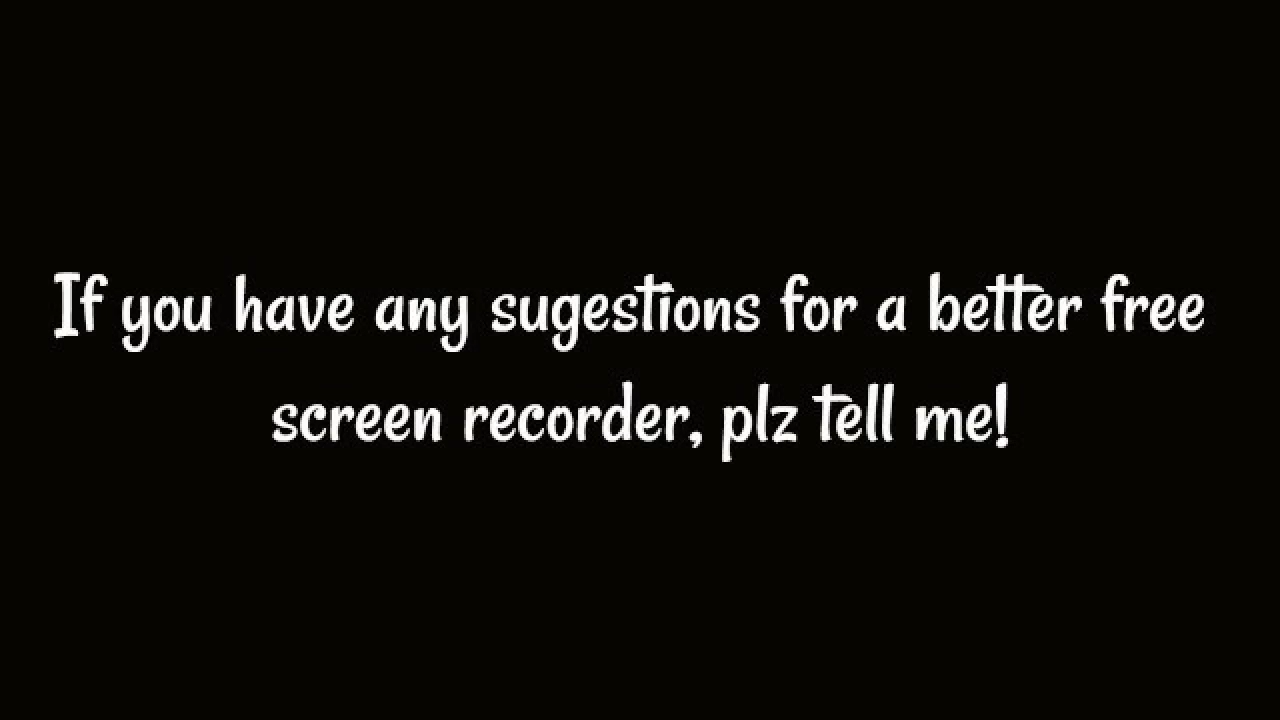 If you have any sugestions for a better free
screen recorder, plz tell me!